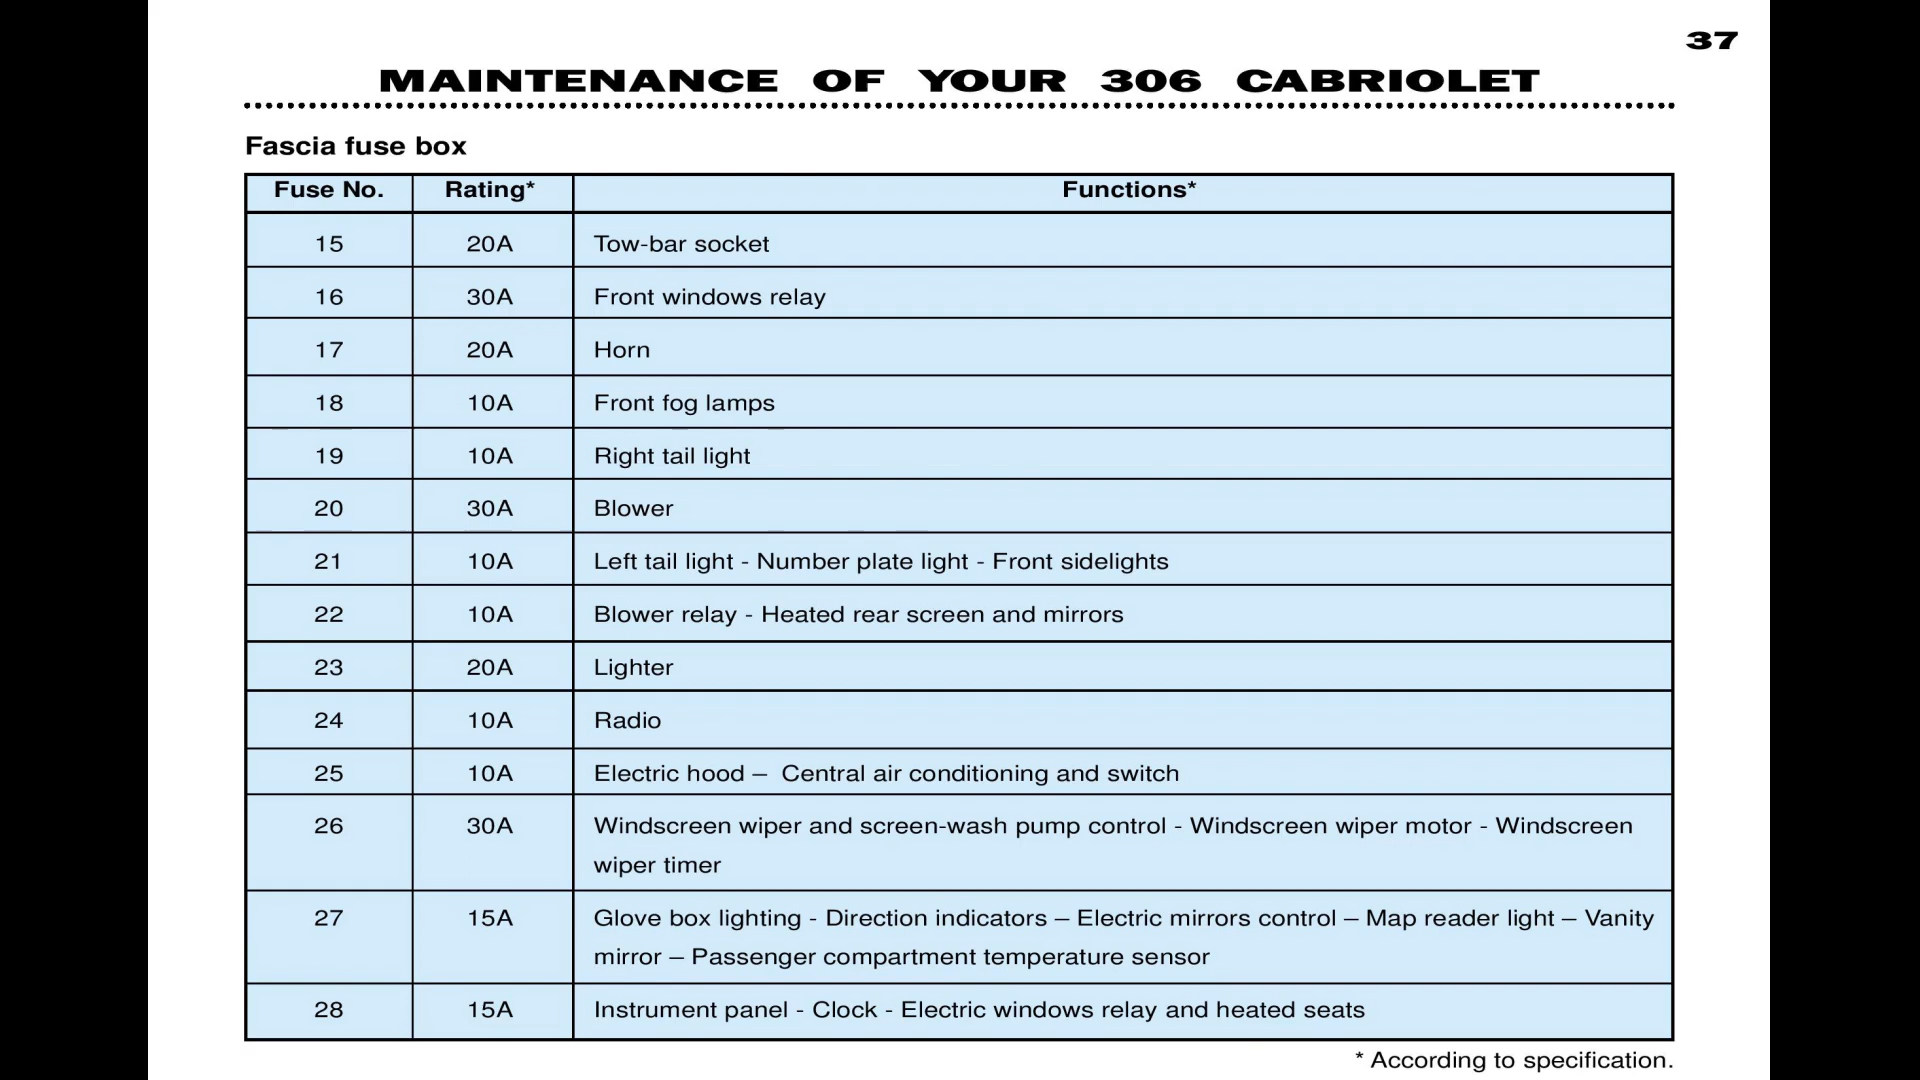 37
MAINTENANCE OF YOUR 306 CABRIOLET
Fascia fuse box
Fuse No. Rating* Functions*
15 20A Tow-bar socket
16 30A Front windows relay
17 20A Horn
18 10A Front fog lamps
19 10A Right tail light
20 30A Blower
21 10A Left tail light - Number plate light - Front sidelights
22 10A Blower relay - Heated rear screen and mirrors
23 20A Lighter
24 10A Radio
25 10A Electric hood – Central air conditioning and switch
26 30A Windscreen wiper and screen-wash pump control - Windscreen wiper motor - Windscreen
wiper timer
27 15A Glove box lighting - Direction indicators – Electric mirrors control – Map reader light – Vanity
mirror – Passenger compartment temperature sensor
28 15A Instrument panel - Clock - Electric windows relay and heated seats
* According to specification.